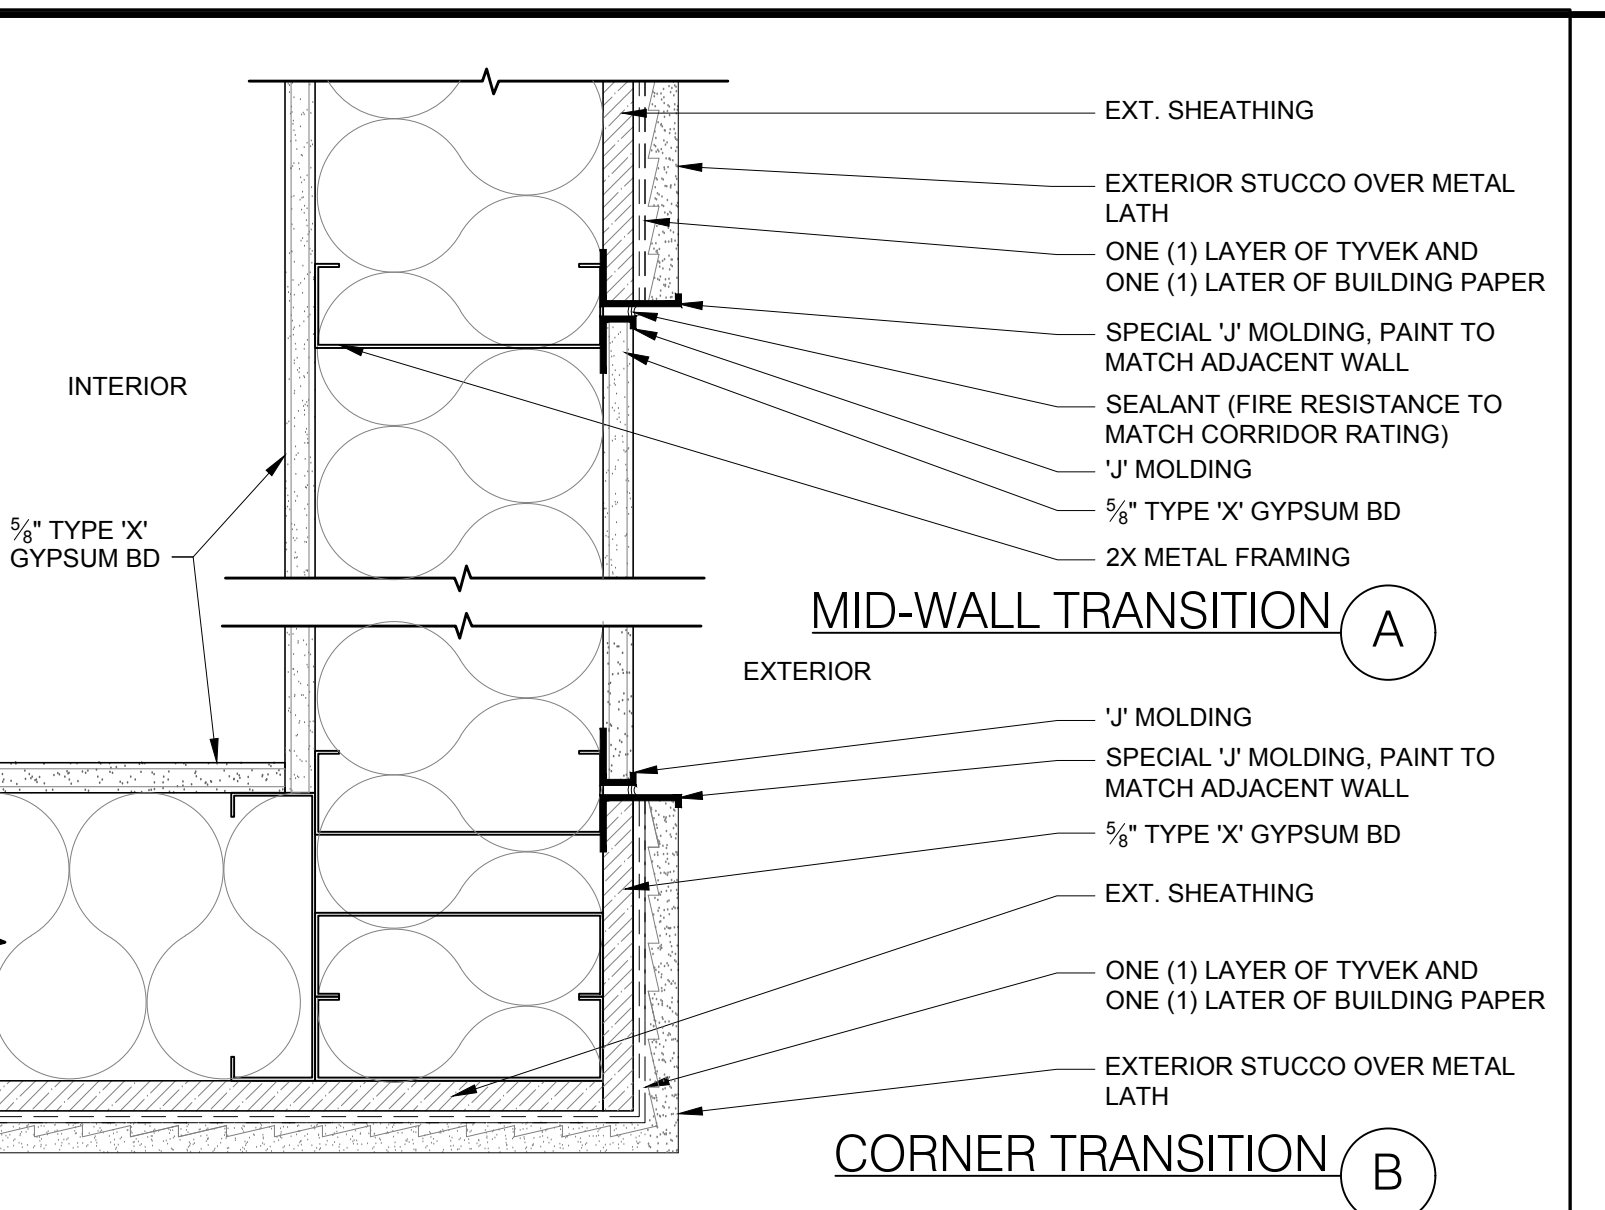 EXT. SHEATHING
EXTERIOR STUCCO OVER METAL
LATH
ONE (1) LAYER OF TYVEK AND
ONE (1) LATER OF BUILDING PAPER
SPECIAL 'J' MOLDING, PAINT TO
MATCH ADJACENT WALL
SEALANT (FIRE RESISTANCE TO
MATCH CORRIDOR RATING)
'J' MOLDING
⅝" TYPE 'X' GYPSUM BD
2X METAL FRAMING
INTERIOR
⅝" TYPE 'X'
GYPSUM BD
MID-WALL TRANSITION A
EXTERIOR
'J' MOLDING
SPECIAL 'J' MOLDING, PAINT TO
MATCH ADJACENT WALL
⅝" TYPE 'X' GYPSUM BD
EXT. SHEATHING
ONE (1) LAYER OF TYVEK AND
ONE (1) LATER OF BUILDING PAPER
EXTERIOR STUCCO OVER METAL
LATH
CORNER TRANSITION B